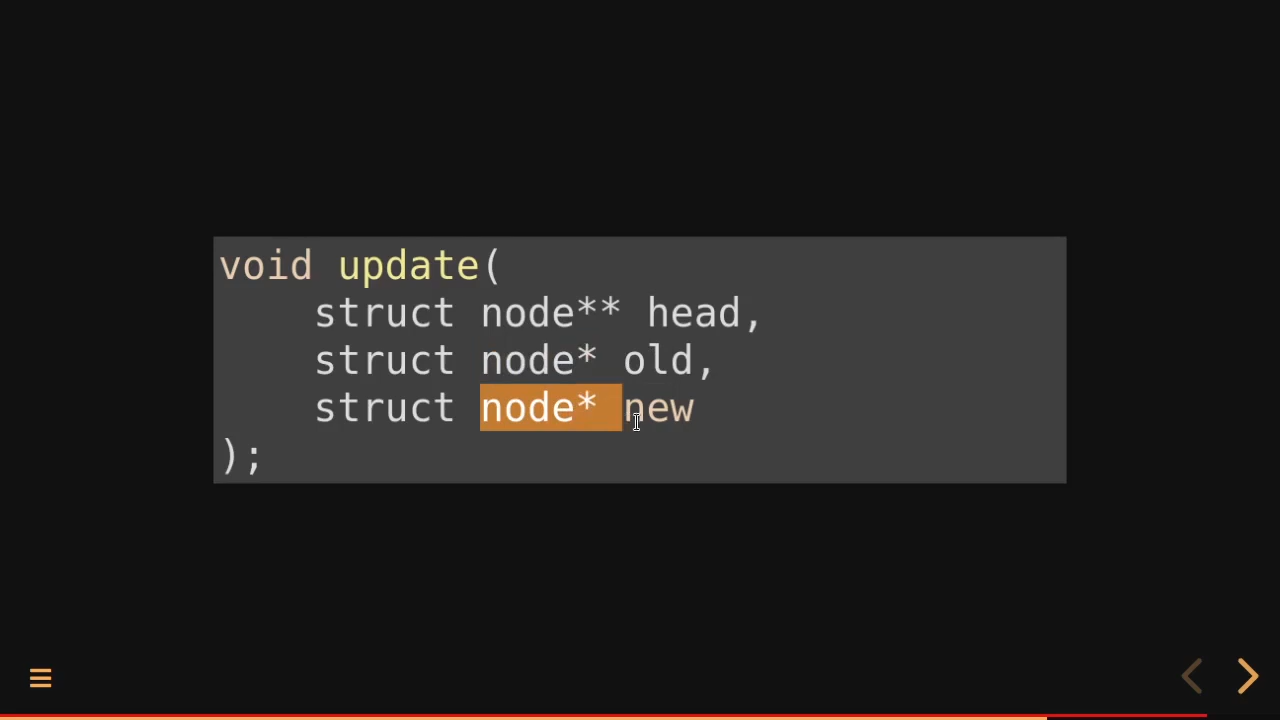 void update(
struct node** head,
struct node* old,
struct node* new
);